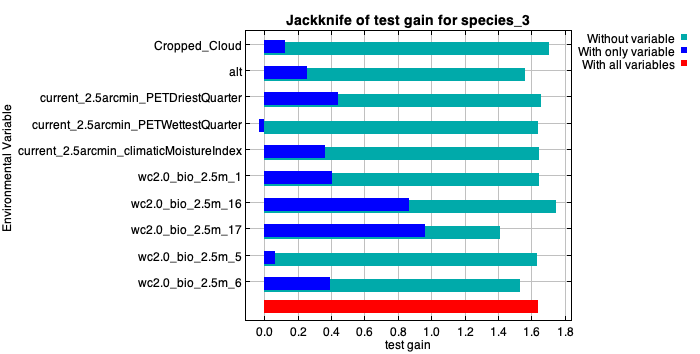 Jackknife of test gain for species_3
Without variable
With only variable
With all variables
Environmental Variable
Cropped_Cloud
alt
current_2.5arcmin_PETDriestQuarter
current_2.5arcmin_PETWettestQuarter
current_2.5arcmin_climaticMoistureIndex
wc2.0_bio_2.5m_1
wc2.0_bio_2.5m_16
wc2.0_bio_2.5m_17
wc2.0_bio_2.5m_5
wc2.0_bio_2.5m_6
0.0 0.2 0.4 0.6 0.8 1.0 1.2 1.4 1.6 1.8
test gain